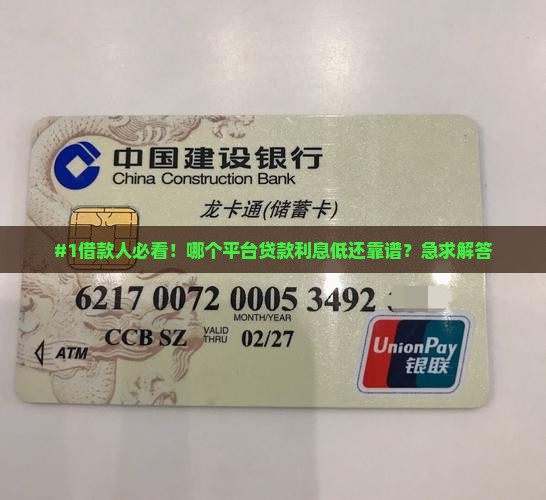 中国建设银行
China Construction Bank
龙卡通(储蓄卡)
#1借款人必看！哪个平台贷款利息低还靠谱？急求解答
6217 0072 0005 3492
MONTH/YEAR
CCB SZ VALID THRU 02/27
ATM
UnionPay
银联